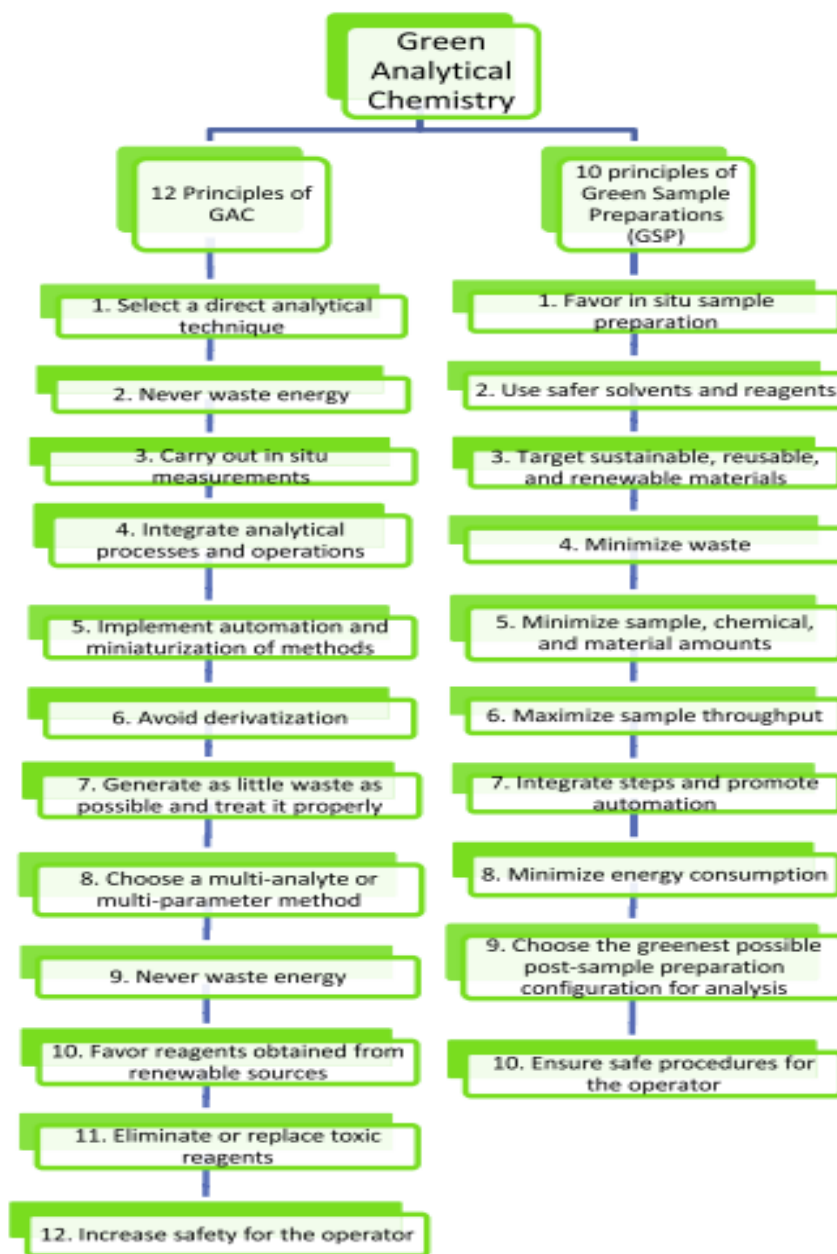 Green
Analytical
Chemistry
12 Principles of
GAC
1. Select a direct analytical
technique
2. Never waste energy
3. Carry out in situ
measurements
4. Integrate analytical
processes and operations
5. Implement automation and
miniaturization of methods
6. Avoid derivatization
7. Generate as little waste as
possible and treat it properly
8. Choose a multi-analyte or
multi-parameter method
9. Never waste energy
10. Favor reagents obtained from
renewable sources
11. Eliminate or replace toxic
reagents
12. Increase safety for the operator
10 principles of
Green Sample
Preparations
(GSP)
1. Favor in situ sample
preparation
2. Use safer solvents and reagents
3. Target sustainable, reusable,
and renewable materials
4. Minimize waste
5. Minimize sample, chemical,
and material amounts
6. Maximize sample throughput
7. Integrate steps and promote
automation
8. Minimize energy consumption
9. Choose the greenest possible
post-sample preparation
configuration for analysis
10. Ensure safe procedures for
the operator